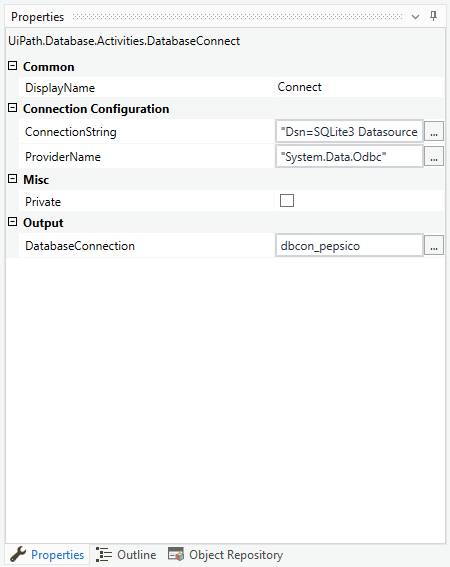 Properties
UiPath.Database.Activities.DatabaseConnect
Common
DisplayName Connect
Connection Configuration
ConnectionString "Dsn=SQLite3 Datasource ...
ProviderName "System.Data.Odbc" ...
Misc
Private
Output
DatabaseConnection dbcon_pepsico ...
Properties Outline Object Repository